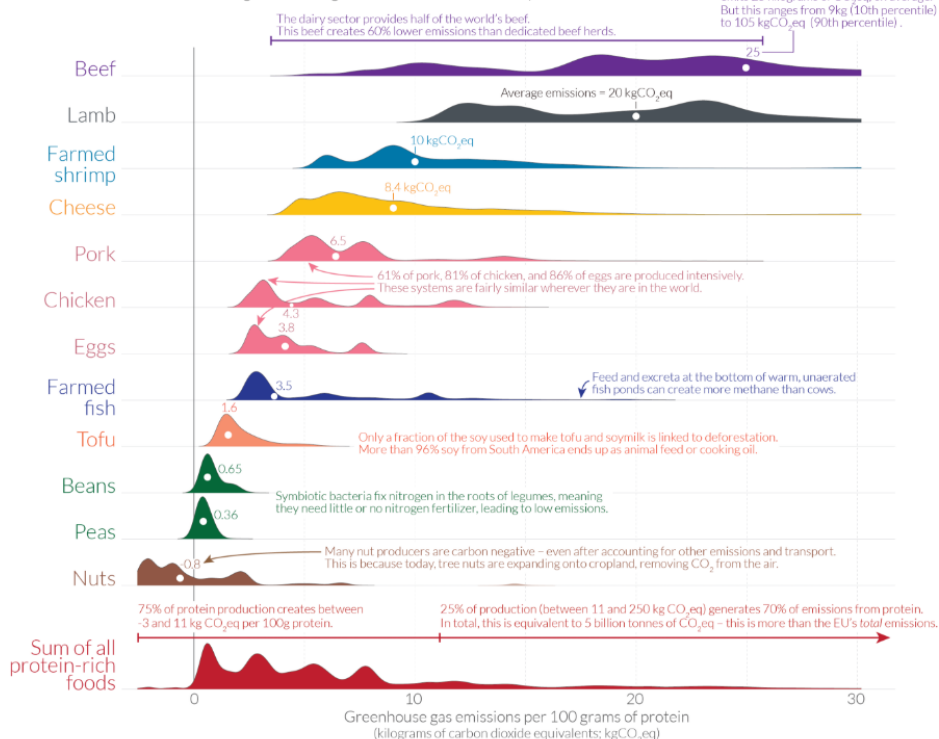 The dairy sector provides half of the world's beef.
This beef creates 60% lower emissions than dedicated beef herds.
But this ranges from 9kg (10th percentile)
to 105 kgCO₂eq (90th percentile) .
25
Beef
Average emissions = 20 kgCO₂eq
Lamb
10 kgCO₂eq
Farmed
shrimp
8.4 kgCO₂eq
Cheese
6.5
Pork
61% of pork, 81% of chicken, and 86% of eggs are produced intensively.
These systems are fairly similar wherever they are in the world.
Chicken
4.3
3.8
Eggs
Farmed
fish
3.5
Feed and excreta at the bottom of warm, unaerated
fish ponds can create more methane than cows.
1.6
Tofu
Only a fraction of the soy used to make tofu and soymilk is linked to deforestation.
More than 96% soy from South America ends up as animal feed or cooking oil.
Beans
0.65
Symbiotic bacteria fix nitrogen in the roots of legumes, meaning
they need little or no nitrogen fertilizer, leading to low emissions.
Peas
0.36
Many nut producers are carbon negative – even after accounting for other emissions and transport.
This is because today, tree nuts are expanding onto cropland, removing CO₂ from the air.
Nuts
-0.8
75% of protein production creates between
-3 and 11 kg CO₂eq per 100g protein.
25% of production (between 11 and 250 kg CO₂eq) generates 70% of emissions from protein.
In total, this is equivalent to 5 billion tonnes of CO₂eq – this is more than the EU's total emissions.
Sum of all
protein-rich
foods
0 10 20 30
Greenhouse gas emissions per 100 grams of protein
(kilograms of carbon dioxide equivalents; kgCO₂eq)